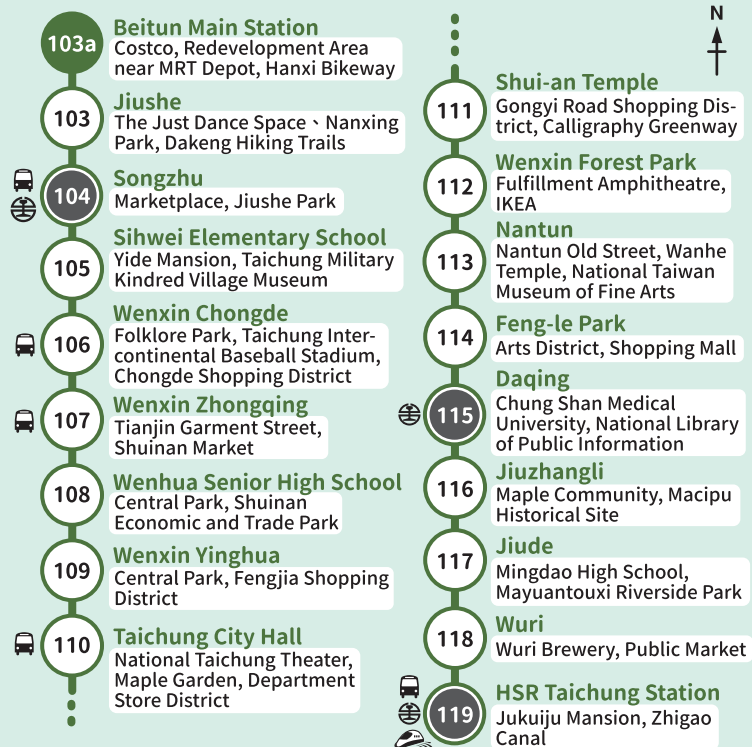 103a
Beitun Main Station
Costco, Redevelopment Area
near MRT Depot, Hanxi Bikeway
103
Jiushe
The Just Dance Space、Nanxing
Park, Dakeng Hiking Trails
104
Songzhu
Marketplace, Jiushe Park
105
Sihwei Elementary School
Yide Mansion, Taichung Military
Kindred Village Museum
106
Wenxin Chongde
Folklore Park, Taichung Inter-
continental Baseball Stadium,
Chongde Shopping District
107
Wenxin Zhongqing
Tianjin Garment Street,
Shuinan Market
108
Wenhua Senior High School
Central Park, Shuinan
Economic and Trade Park
109
Wenxin Yinghua
Central Park, Fengjia Shopping
District
110
Taichung City Hall
National Taichung Theater,
Maple Garden, Department
Store District
N
111
Shui-an Temple
Gongyi Road Shopping Dis-
trict, Calligraphy Greenway
112
Wenxin Forest Park
Fulfillment Amphitheatre,
IKEA
113
Nantun
Nantun Old Street, Wanhe
Temple, National Taiwan
Museum of Fine Arts
114
Feng-le Park
Arts District, Shopping Mall
115
Daqing
Chung Shan Medical
University, National Library
of Public Information
116
Jiuzhangli
Maple Community, Macipu
Historical Site
117
Jiude
Mingdao High School,
Mayuantouxi Riverside Park
118
Wuri
Wuri Brewery, Public Market
119
HSR Taichung Station
Jukuiju Mansion, Zhigao
Canal